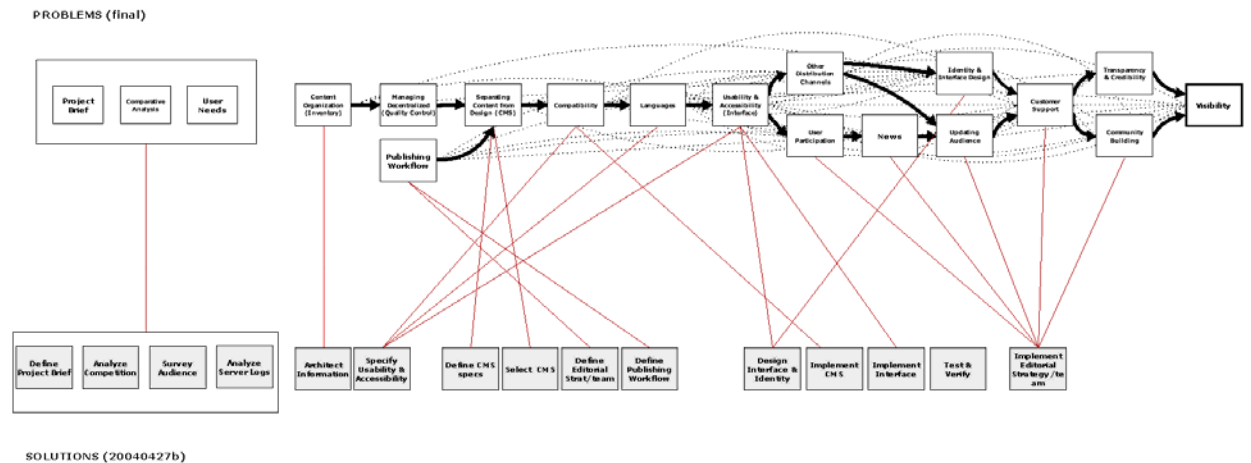 PROBLEMS (final)
Project
Brief
Comparative
Analysis
User
Needs
Content
Organization
(Inventory)
Managing
Decentralized
(Quality Control)
Separating
Content from
Design (CMS)
Compatibility
Languages
Usability &
Accessibility
(Interface)
Other
Distribution
Channels
Identity &
Interface Design
Transparency
& Credibility
Customer
Support
Visibility
Publishing
Workflow
User
Participation
News
Updating
Audience
Community
Building
Define
Project Brief
Analyze
Competition
Survey
Audience
Analyze
Server Logs
Architect
Information
Specify
Usability &
Accessibility
Define CMS
specs
Select CMS
Define
Editorial
Strat/team
Define
Publishing
Workflow
Design
Interface &
Identity
Implement
CMS
Implement
Interface
Test &
Verify
Implement
Editorial
Strategy /te
am
SOLUTIONS (20040427b)